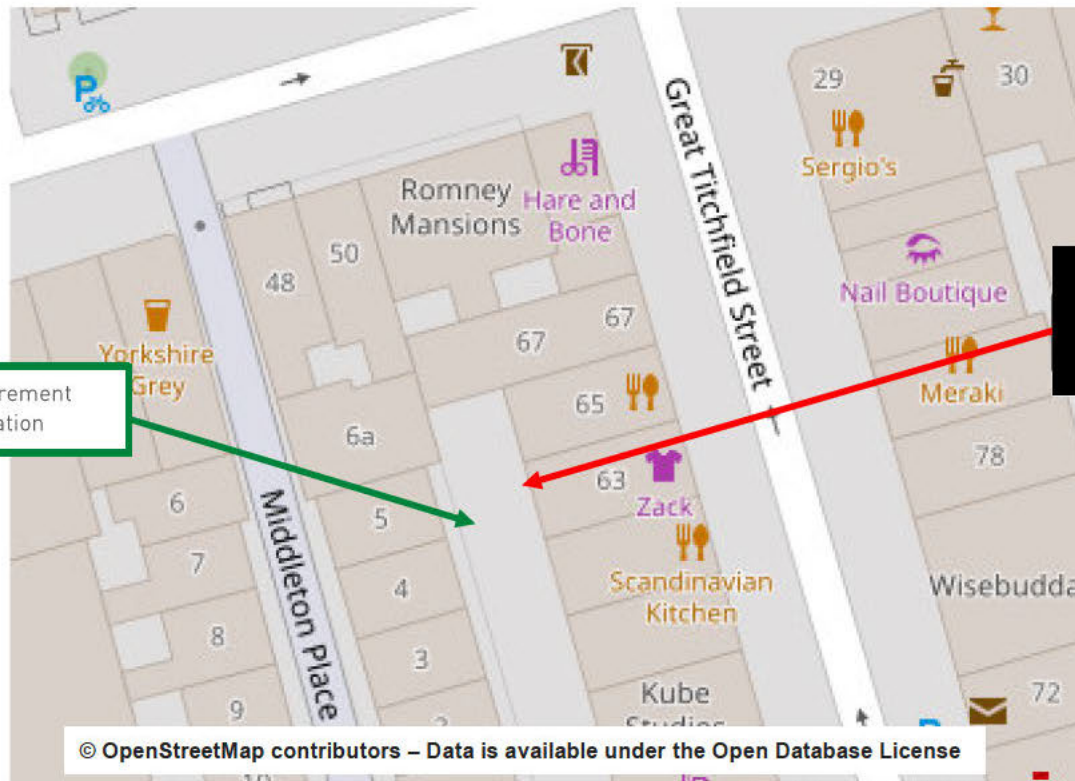 29
30
Great Titchfield Street
Sergio's
Romney
Mansions
Hare and
Bone
50
48
Nail Boutique
67
67
Yorkshire
Grey
Meraki
65
6a
78
63
Zack
6
5
Middleton Place
7
4
Scandinavian
Kitchen
Wisebudda
8
3
9
Kube
72
P
P
© OpenStreetMap contributors – Data is available under the Open Database License